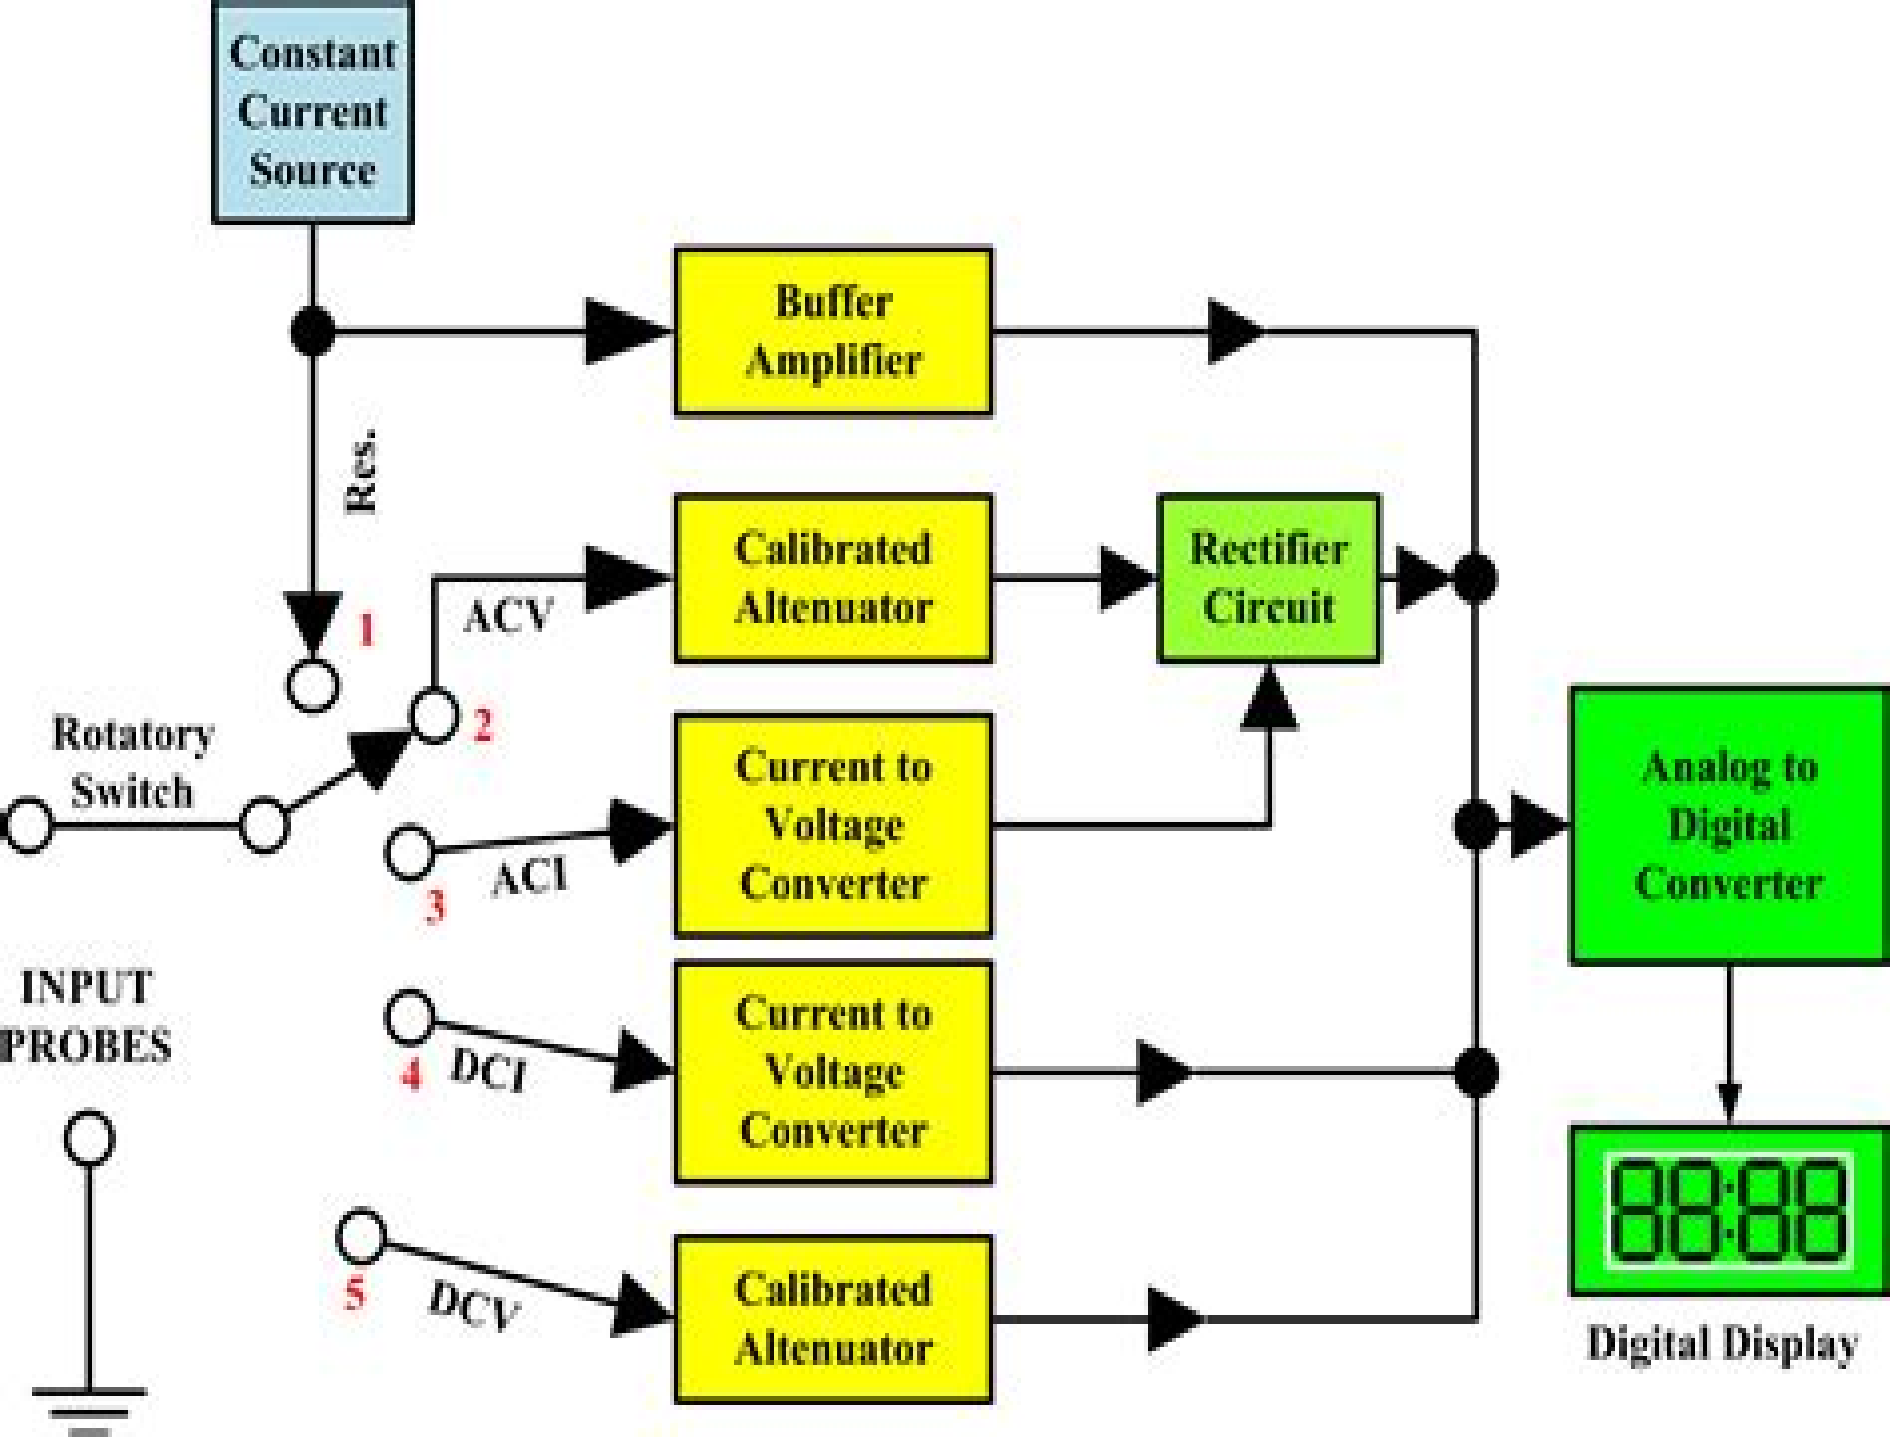 Constant
Current
Source
Buffer
Amplifier
Res.
Calibrated
Altenuator
Rectifier
Circuit
ACV
1
2
Rotatory
Switch
Current to
Voltage
Converter
Analog to
Digital
Converter
ACI
3
INPUT
PROBES
Current to
Voltage
Converter
DCI
4
88:88
5
DCV
Calibrated
Altenuator
Digital Display